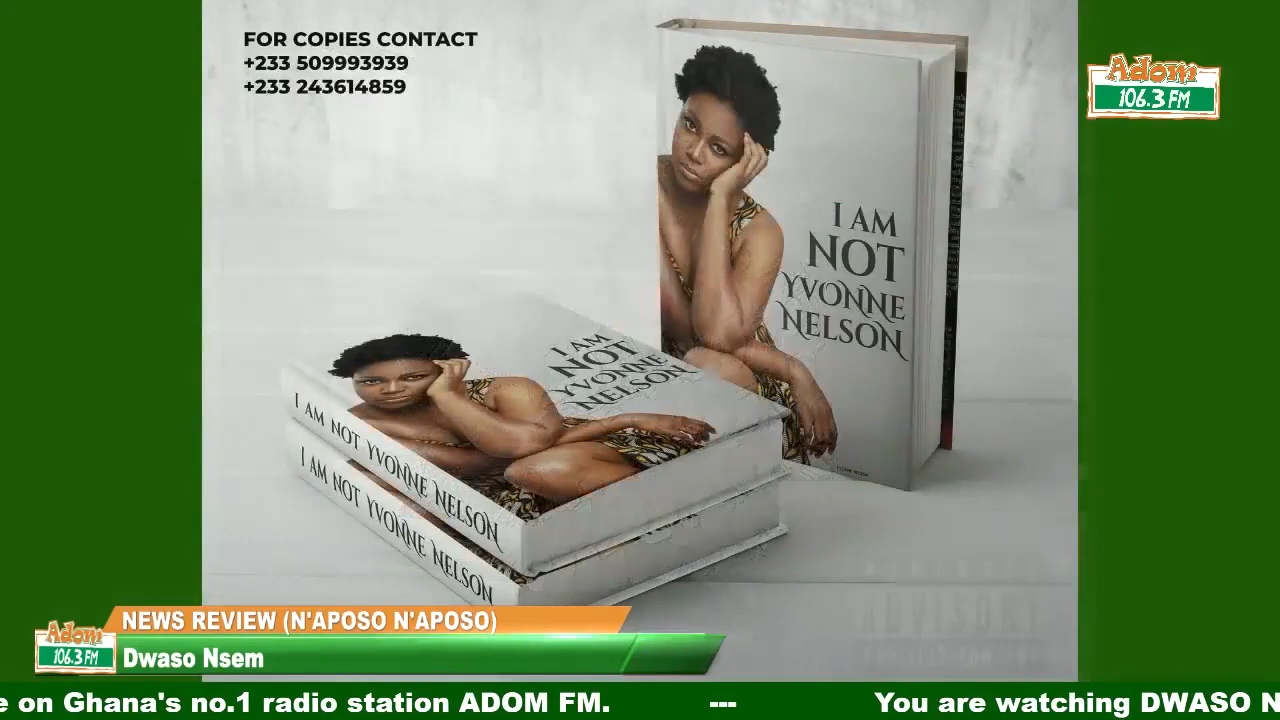 FOR COPIES CONTACT
+233 509993939
+233 243614859
Adom
106.3 FM
I AM
NOT
YVONNE
NELSON
I AM
NOT
YVONNE
NELSON
I AM NOT YVONNE NELSON
I AM NOT YVONNE NELSON
NEWS REVIEW (N'APOSO N'APOSO)
Adom
106.3 FM
Dwaso Nsem
e on Ghana's no.1 radio station ADOM FM. --- You are watching DWASO N